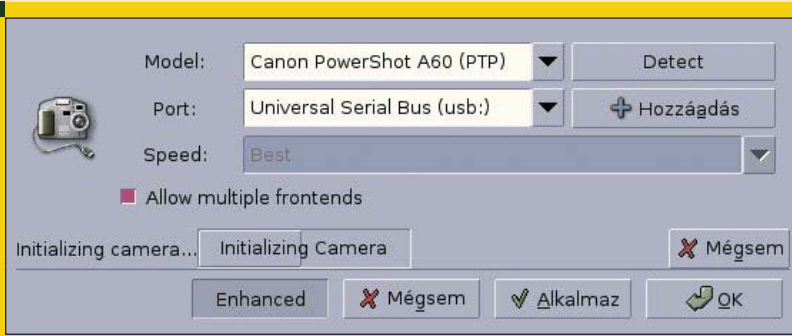 Model: Canon PowerShot A60 (PTP) Detect
Port: Universal Serial Bus (usb:) Hozzáadás
Speed: Best
Allow multiple frontends
Initializing camera... Initializing Camera Mégsem
Enhanced Mégsem Alkalmaz OK